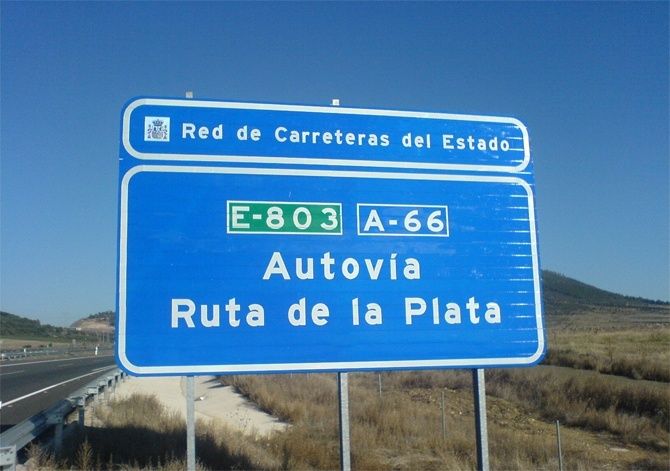 Red de Carreteras del Estado
E-803 A-66
Autovía
Ruta de la Plata